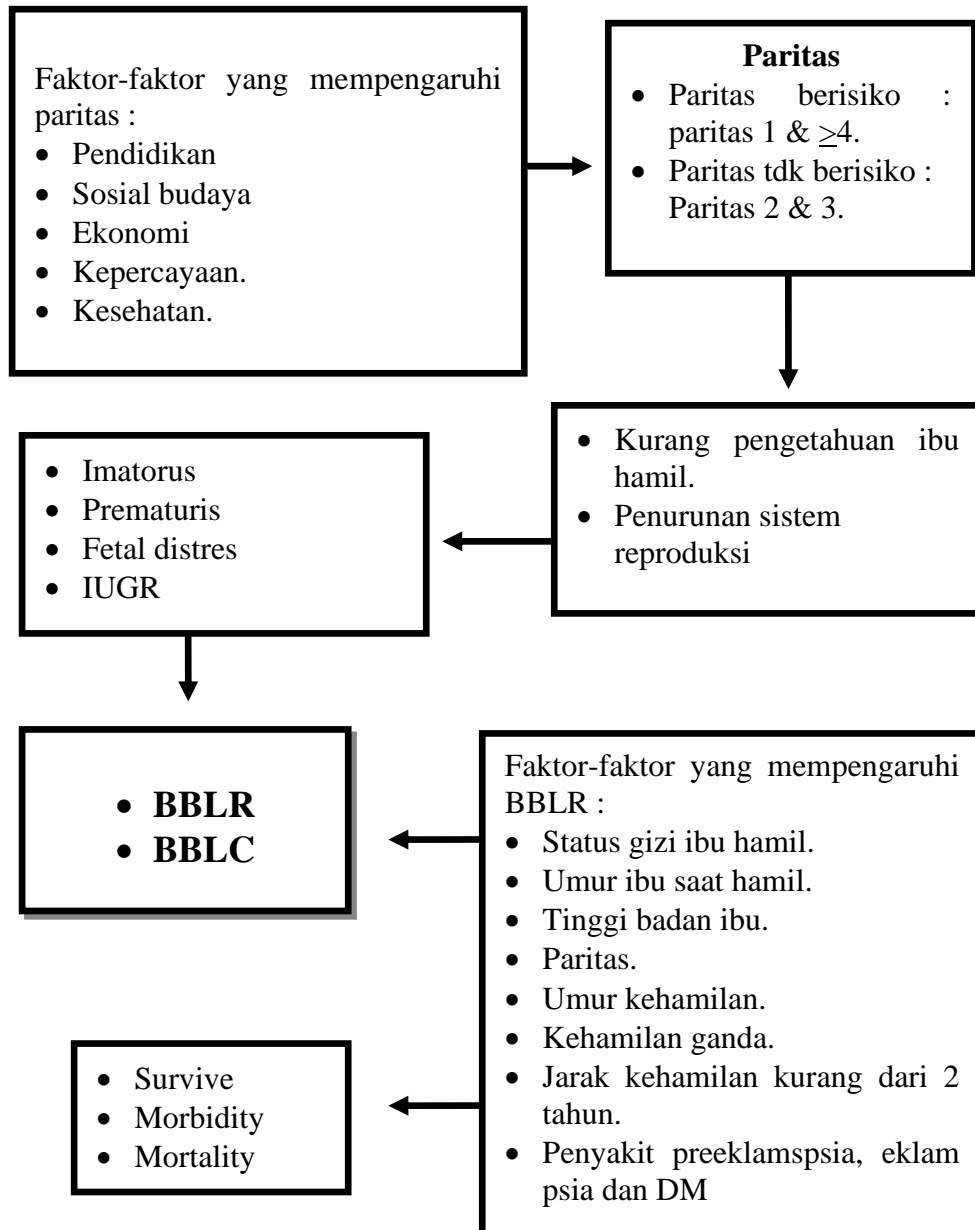 Faktor-faktor yang mempengaruhi
paritas :
• Pendidikan
• Sosial budaya
• Ekonomi
• Kepercayaan.
• Kesehatan.
Paritas
• Paritas berisiko :
paritas 1 & ≥4.
• Paritas tdk berisiko :
Paritas 2 & 3.
• Kurang pengetahuan ibu
hamil.
• Penurunan sistem
reproduksi
• Imatorus
• Prematuris
• Fetal distres
• IUGR
• BBLR
• BBLC
Faktor-faktor yang mempengaruhi
BBLR :
• Status gizi ibu hamil.
• Umur ibu saat hamil.
• Tinggi badan ibu.
• Paritas.
• Umur kehamilan.
• Kehamilan ganda.
• Jarak kehamilan kurang dari 2
tahun.
• Penyakit preeklamspsia, eklam
psia dan DM
• Survive
• Morbidity
• Mortality